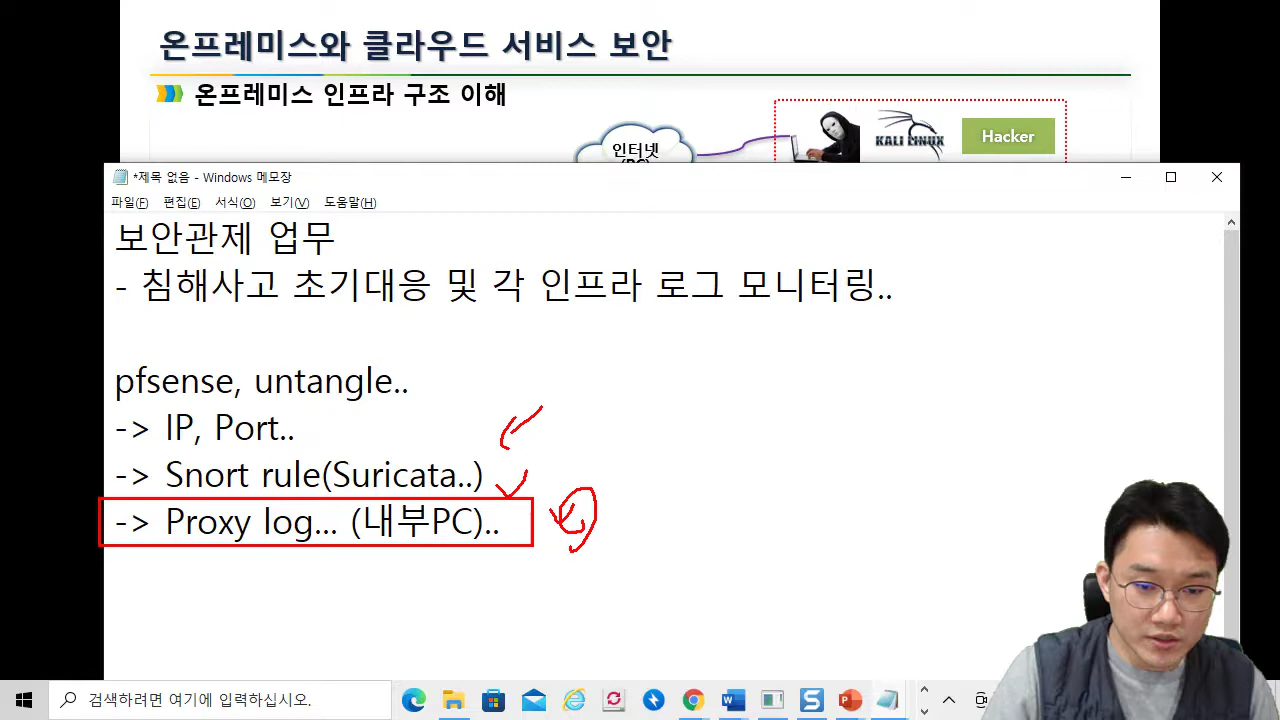 온프레미스와 클라우드 서비스 보안
온프레미스 인프라 구조 이해
인터넷
KALI LINUX
Hacker
*제목 없음 - Windows 메모장
파일(F) 편집(E) 서식(O) 보기(V) 도움말(H)
보안관제 업무
- 침해사고 초기대응 및 각 인프라 로그 모니터링..
pfsense, untangle..
-> IP, Port..
-> Snort rule(Suricata..)
-> Proxy log... (내부PC)..
검색하려면 여기에 입력하십시오.